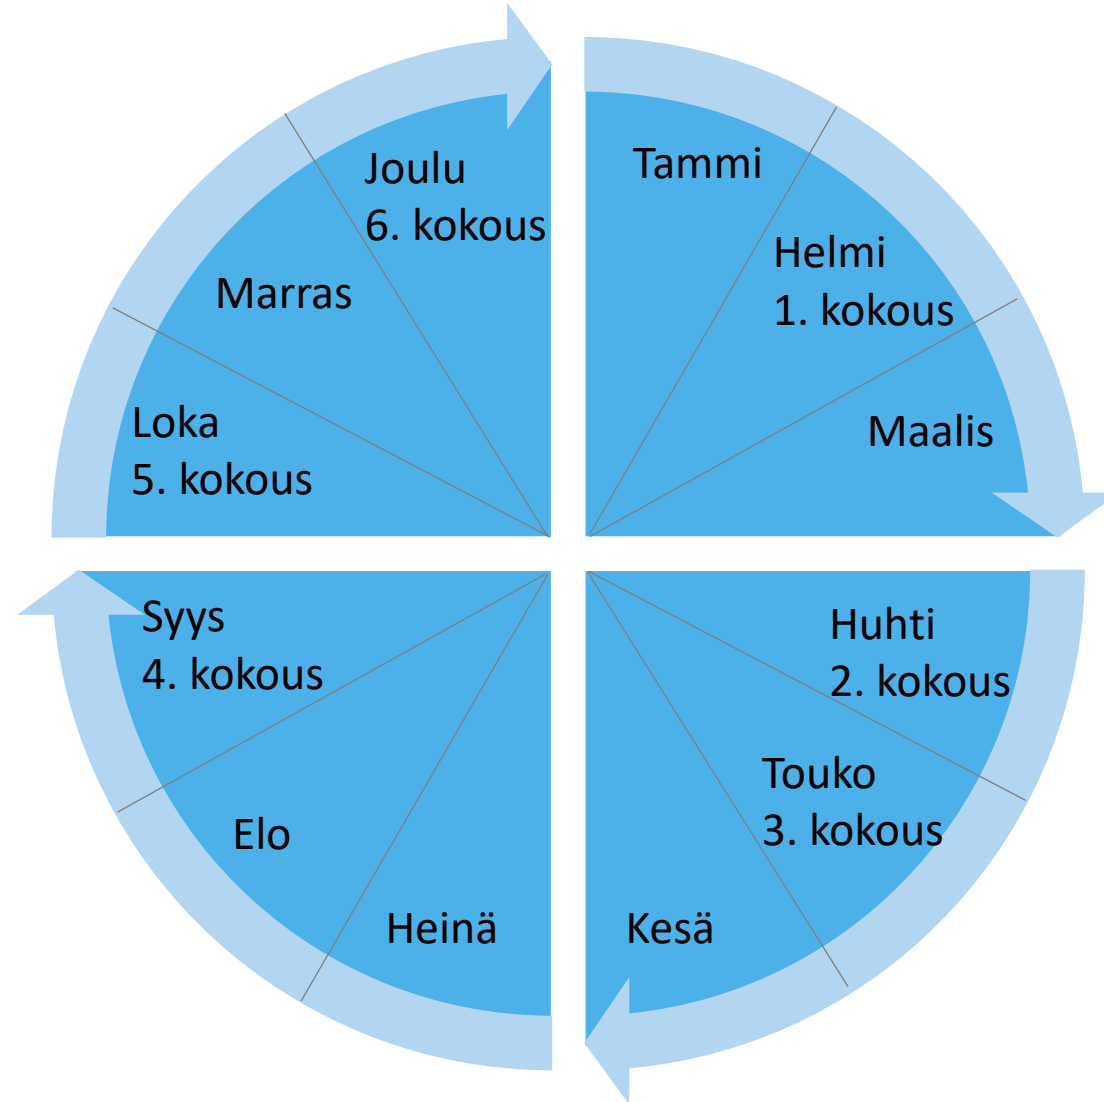 Tammi
Helmi
1. kokous
Maalis
Huhti
2. kokous
Touko
3. kokous
Kesä
Heinä
Elo
Syys
4. kokous
Loka
5. kokous
Marras
Joulu
6. kokous